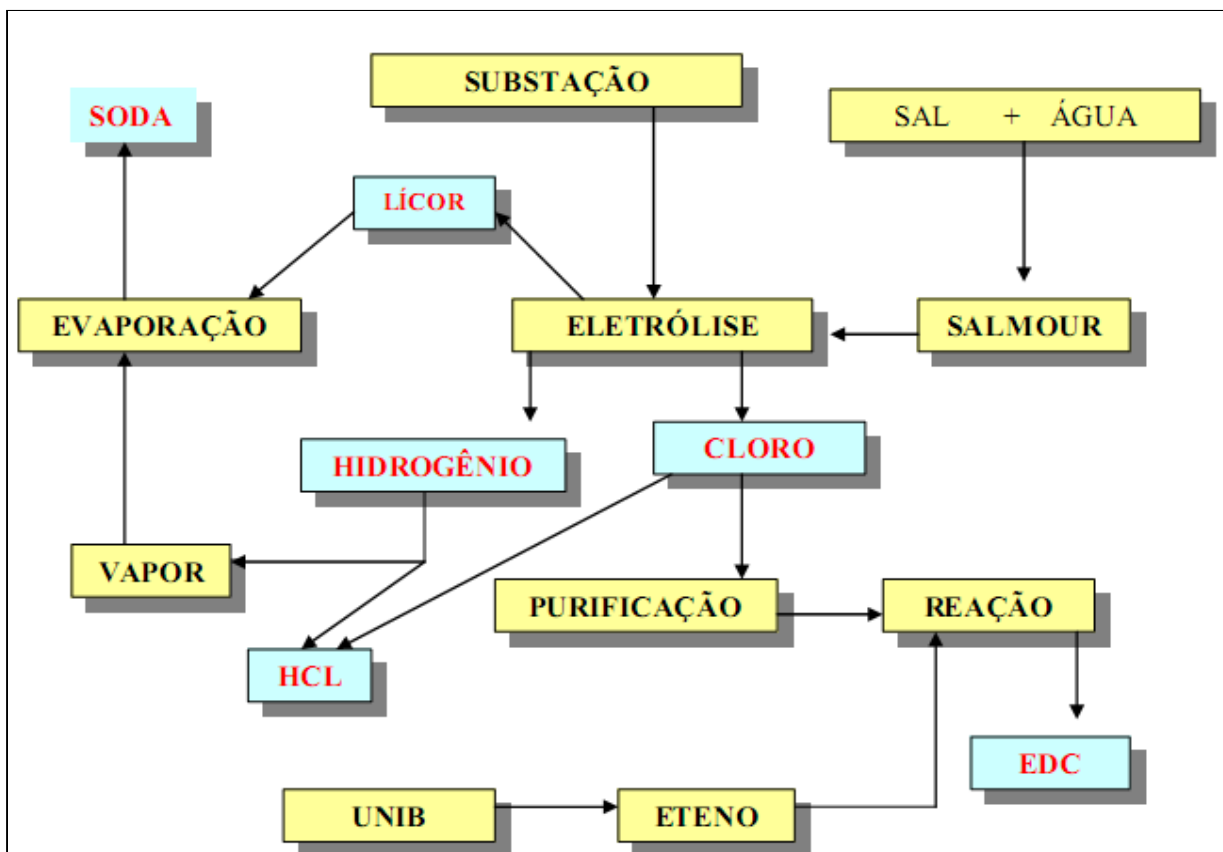 SUBSTAÇÃO
SODA
SAL + ÁGUA
LÍCOR
EVAPORAÇÃO
ELETRÓLISE
SALMOUR
HIDROGÊNIO
CLORO
VAPOR
PURIFICAÇÃO
REAÇÃO
HCL
EDC
UNIB
ETENO